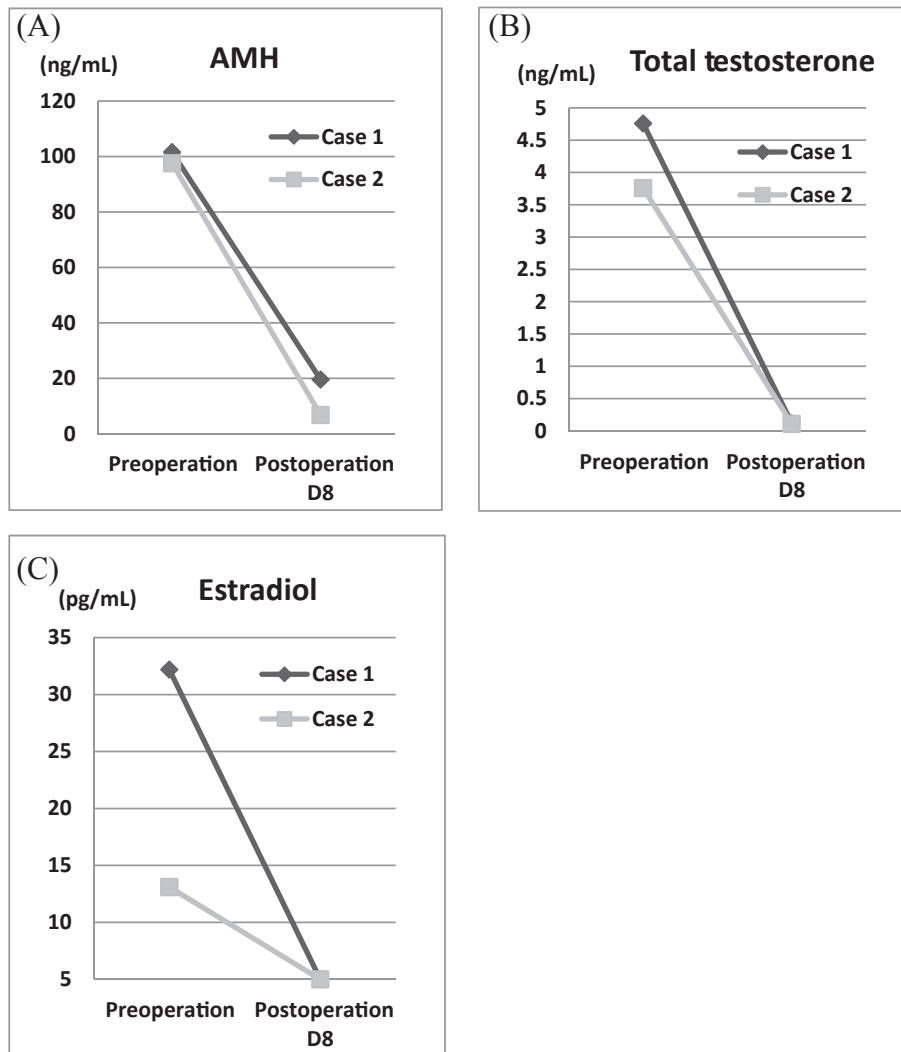 (A)
AMH
(ng/mL)
120
100
80
60
40
20
0
Case 1
Case 2
Preoperation Postoperation
D8
(B)
Total testosterone
(ng/mL)
5
4.5
4
3.5
3
2.5
2
1.5
1
0.5
0
Case 1
Case 2
Preoperation Postoperation
D8
(C)
Estradiol
(pg/mL)
35
30
25
20
15
10
5
Case 1
Case 2
Preoperation Postoperation
D8